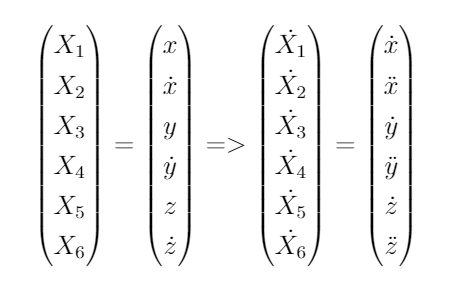 X₁ x Ẋ₁ ẋ
X₂ ẋ Ẋ₂ ẍ
X₃ y Ẋ₃ ẏ
X₄ = ẏ => Ẋ₄ = ÿ
X₅ z Ẋ₅ ż
X₆ ż Ẋ₆ z̈